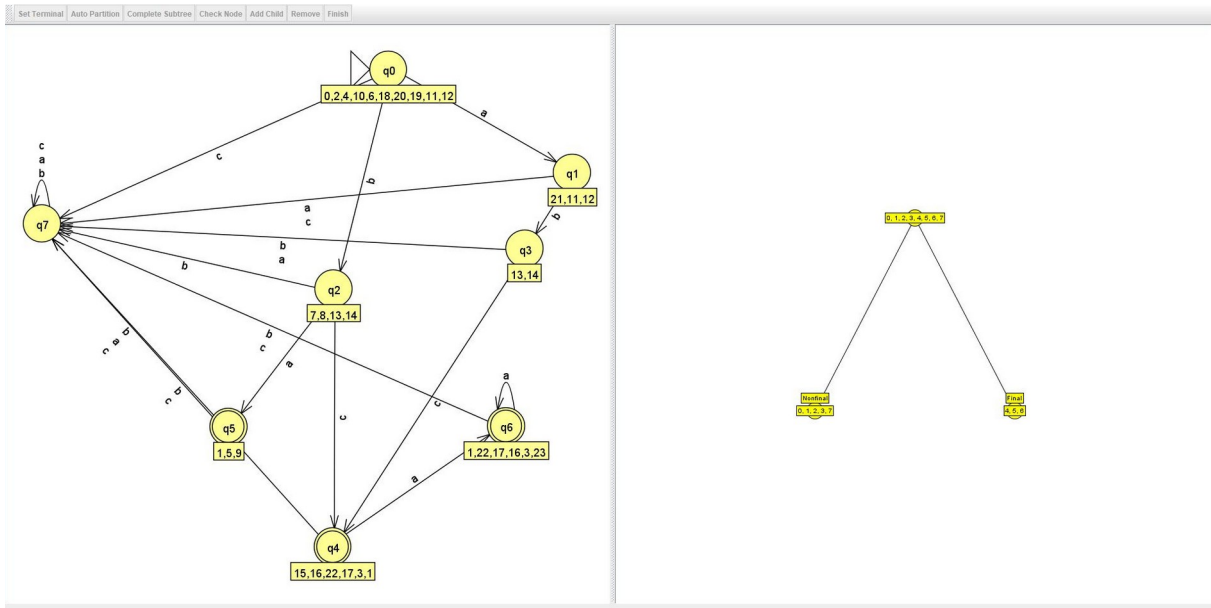 Set Terminal Auto Partition Complete Subtree Check Node Add Child Remove Finish
q0
0,2,4,10,6,18,20,19,11,12
a
c
c
a
b
b
q1
21,11,12
a
c
b
q7
b
a
q3
13,14
b
q2
7,8,13,14
b
c
b
a
c
a
c
c
b
c
a
q5
1,5,9
q6
1,22,17,16,3,23
a
q4
15,16,22,17,3,1
0, 1, 2, 3, 4, 5, 6, 7
Nonfinal
0, 1, 2, 3, 7
Final
4, 5, 6